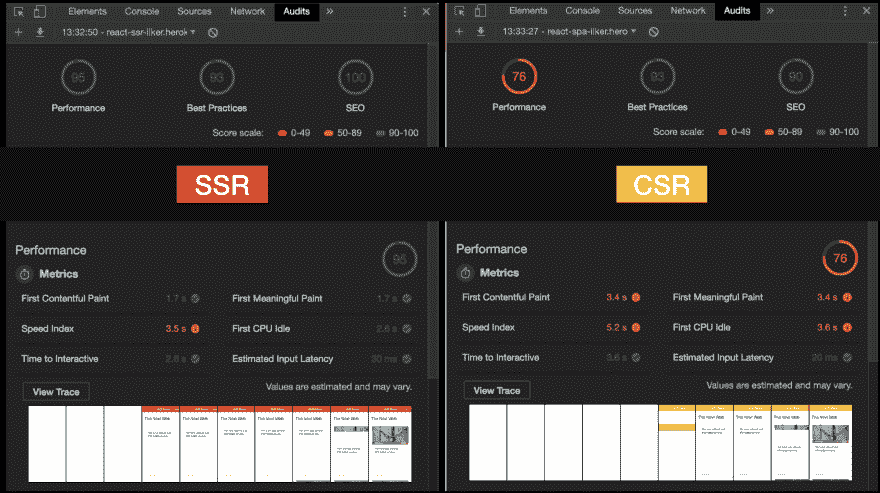 Elements Console Sources Network Audits »
13:32:50 - react-ssr-liker.herok
95 93 100
Performance Best Practices SEO
Score scale: 0-49 50-89 90-100
SSR
Performance 95
Metrics
First Contentful Paint 1.7 s First Meaningful Paint 1.7 s
Speed Index 3.5 s First CPU Idle 2.6 s
Time to Interactive 2.6 s Estimated Input Latency 30 ms
View Trace Values are estimated and may vary.
Elements Console Sources Network Audits »
13:33:27 - react-spa-liker.hero
76 93 90
Performance Best Practices SEO
Score scale: 0-49 50-89 90-100
CSR
Performance 76
Metrics
First Contentful Paint 3.4 s First Meaningful Paint 3.4 s
Speed Index 5.2 s First CPU Idle 3.6 s
Time to Interactive 3.6 s Estimated Input Latency 20 ms
View Trace Values are estimated and may vary.